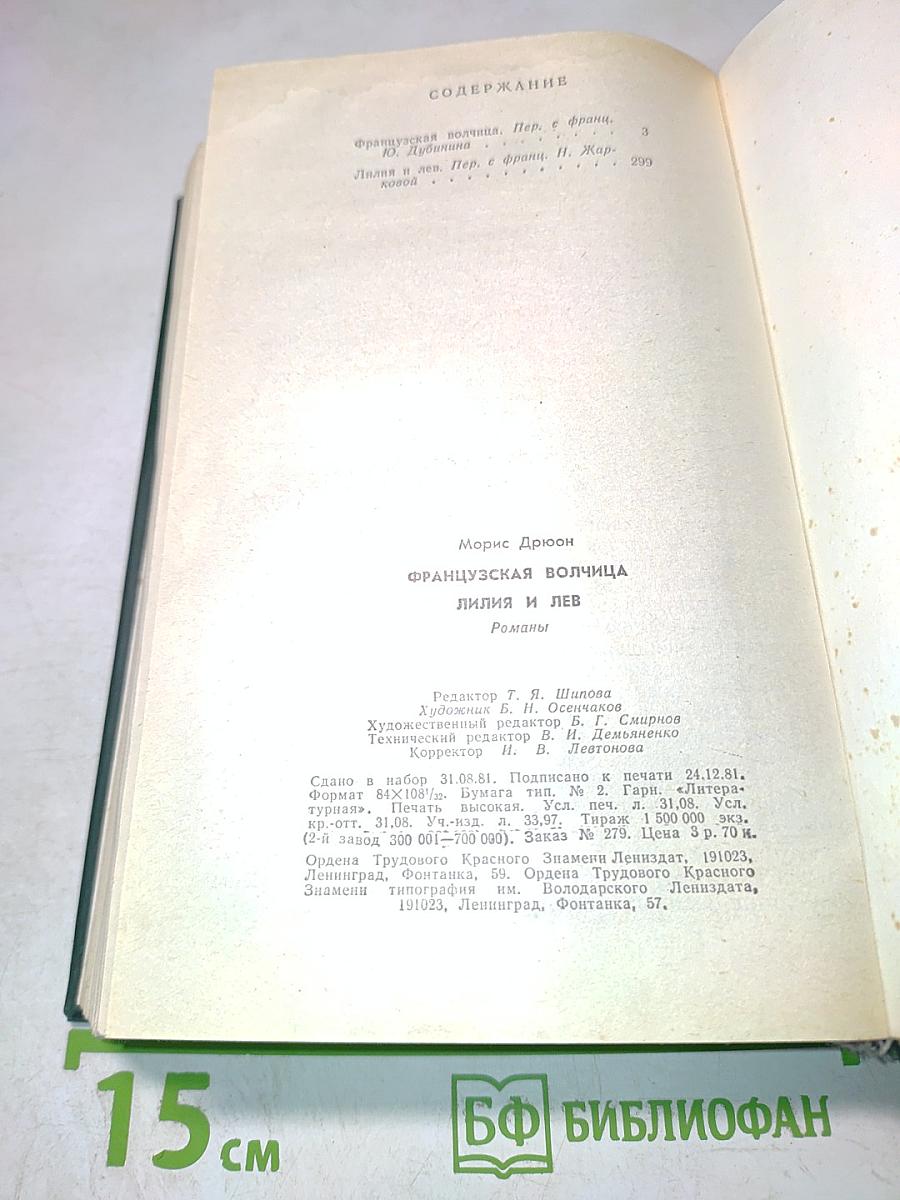 СОДЕРЖАНИЕ
Французская волчица. Пер. с франц.
Ю. Дубинина . . . . . . . . 3
Лилия и лев. Пер. с франц. Н. Жар-
ковой . . . . . . . . . . . 299
Морис Дрюон
ФРАНЦУЗСКАЯ ВОЛЧИЦА
ЛИЛИЯ И ЛЕВ
Романы
Редактор Т. Я. Шипова
Художник Б. Н. Осенчаков
Художественный редактор Б. Г. Смирнов
Технический редактор В. И. Демьяненко
Корректор И. В. Левтонова
Сдано в набор 31.08.81. Подписано к печати 24.12.81.
Формат 84×108¹/₃₂. Бумага тип. № 2. Гарн. «Литера-
турная». Печать высокая. Усл. печ. л. 31,08. Усл.
кр.-отт. 31,08. Уч.-изд. л. 33,97. Тираж 1 500 000 экз.
(2-й завод 300 001—700 000). Заказ № 279. Цена 3 р. 70 к.
Ордена Трудового Красного Знамени Лениздат, 191023,
Ленинград, Фонтанка, 59. Ордена Трудового Красного
Знамени типография им. Володарского Лениздата,
191023, Ленинград, Фонтанка, 57.
15 см
БФ БИБЛИОФАН